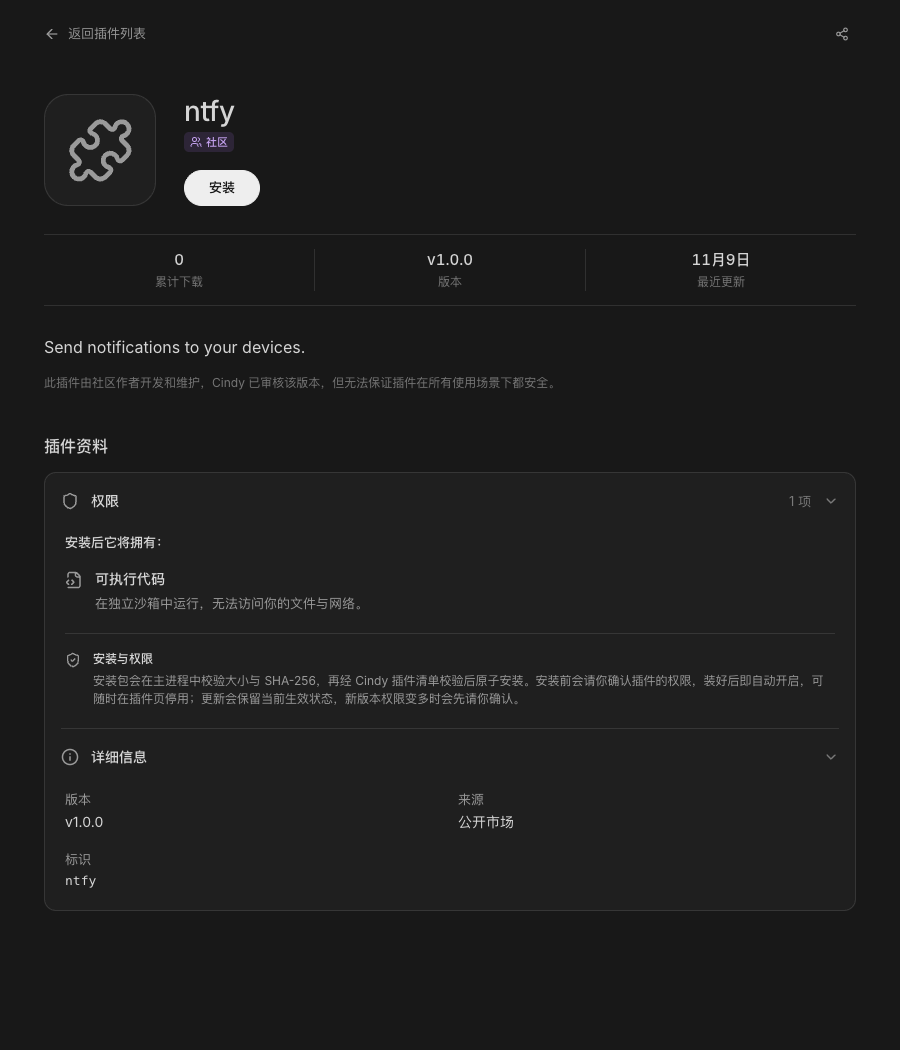 返回插件列表
ntfy
社区
安装
0
累计下载
v1.0.0
版本
11月9日
最近更新
Send notifications to your devices.
此插件由社区作者开发和维护，Cindy 已审核该版本，但无法保证插件在所有使用场景下都安全。
插件资料
权限
1 项
安装后它将拥有：
可执行代码
在独立沙箱中运行，无法访问你的文件与网络。
安装与权限
安装包会在主进程中校验大小与 SHA-256，再经 Cindy 插件清单校验后原子安装。安装前会请你确认插件的权限，装好后即自动开启，可
随时在插件页停用；更新会保留当前生效状态，新版本权限变多时会先请你确认。
详细信息
版本
v1.0.0
来源
公开市场
标识
ntfy